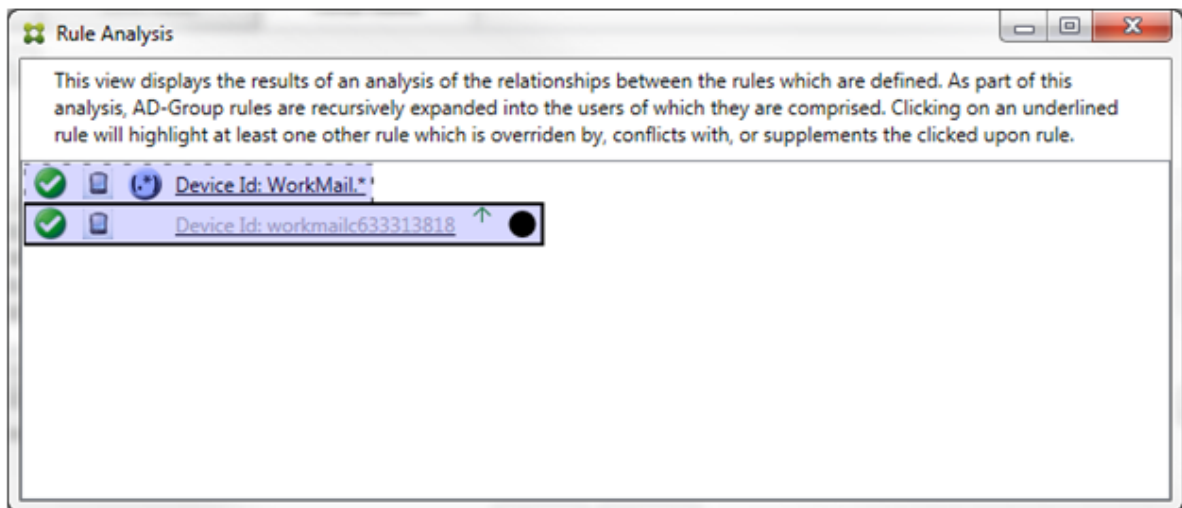 Rule Analysis
This view displays the results of an analysis of the relationships between the rules which are defined. As part of this
analysis, AD-Group rules are recursively expanded into the users of which they are comprised. Clicking on an underlined
rule will highlight at least one other rule which is overriden by, conflicts with, or supplements the clicked upon rule.
(.*) Device Id: WorkMail.*
Device Id: workmailc633313818